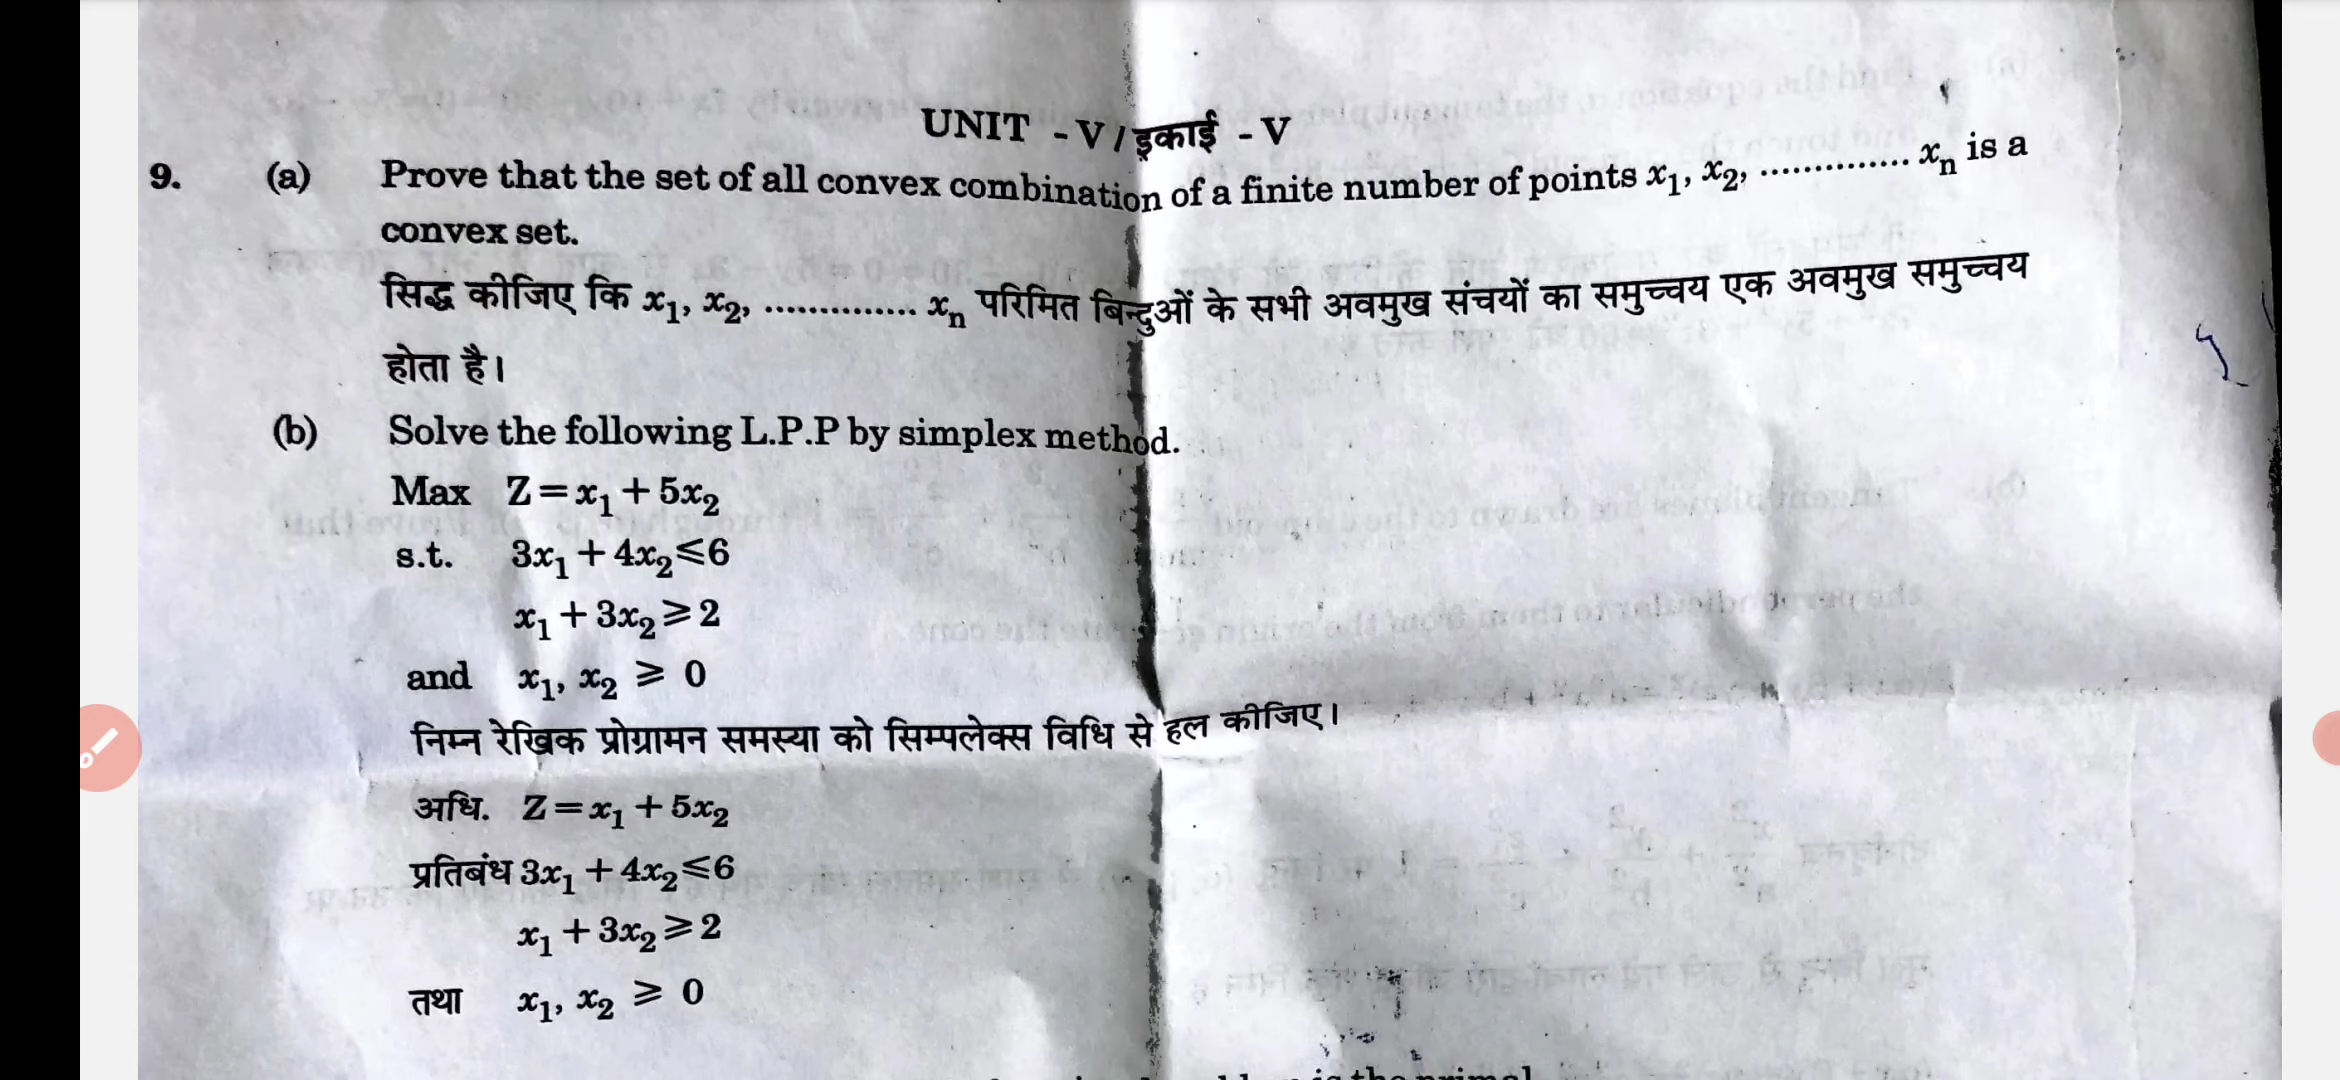 UNIT - V / इकाई - V
9. (a) Prove that the set of all convex combination of a finite number of points x₁, x₂, ............... xₙ is a
convex set.
सिद्ध कीजिए कि x₁, x₂, ............... xₙ परिमित बिन्दुओं के सभी अवमुख संचयों का समुच्चय एक अवमुख समुच्चय
होता है।
(b) Solve the following L.P.P by simplex method.
Max Z=x₁+5x₂
s.t. 3x₁+4x₂⩽6
x₁+3x₂⩾2
and x₁, x₂ ⩾ 0
निम्न रेखिक प्रोग्रामन समस्या को सिम्पलेक्स विधि से हल कीजिए।
अधि. Z=x₁+5x₂
प्रतिबंध 3x₁+4x₂⩽6
x₁+3x₂⩾2
तथा x₁, x₂ ⩾ 0
is the primal